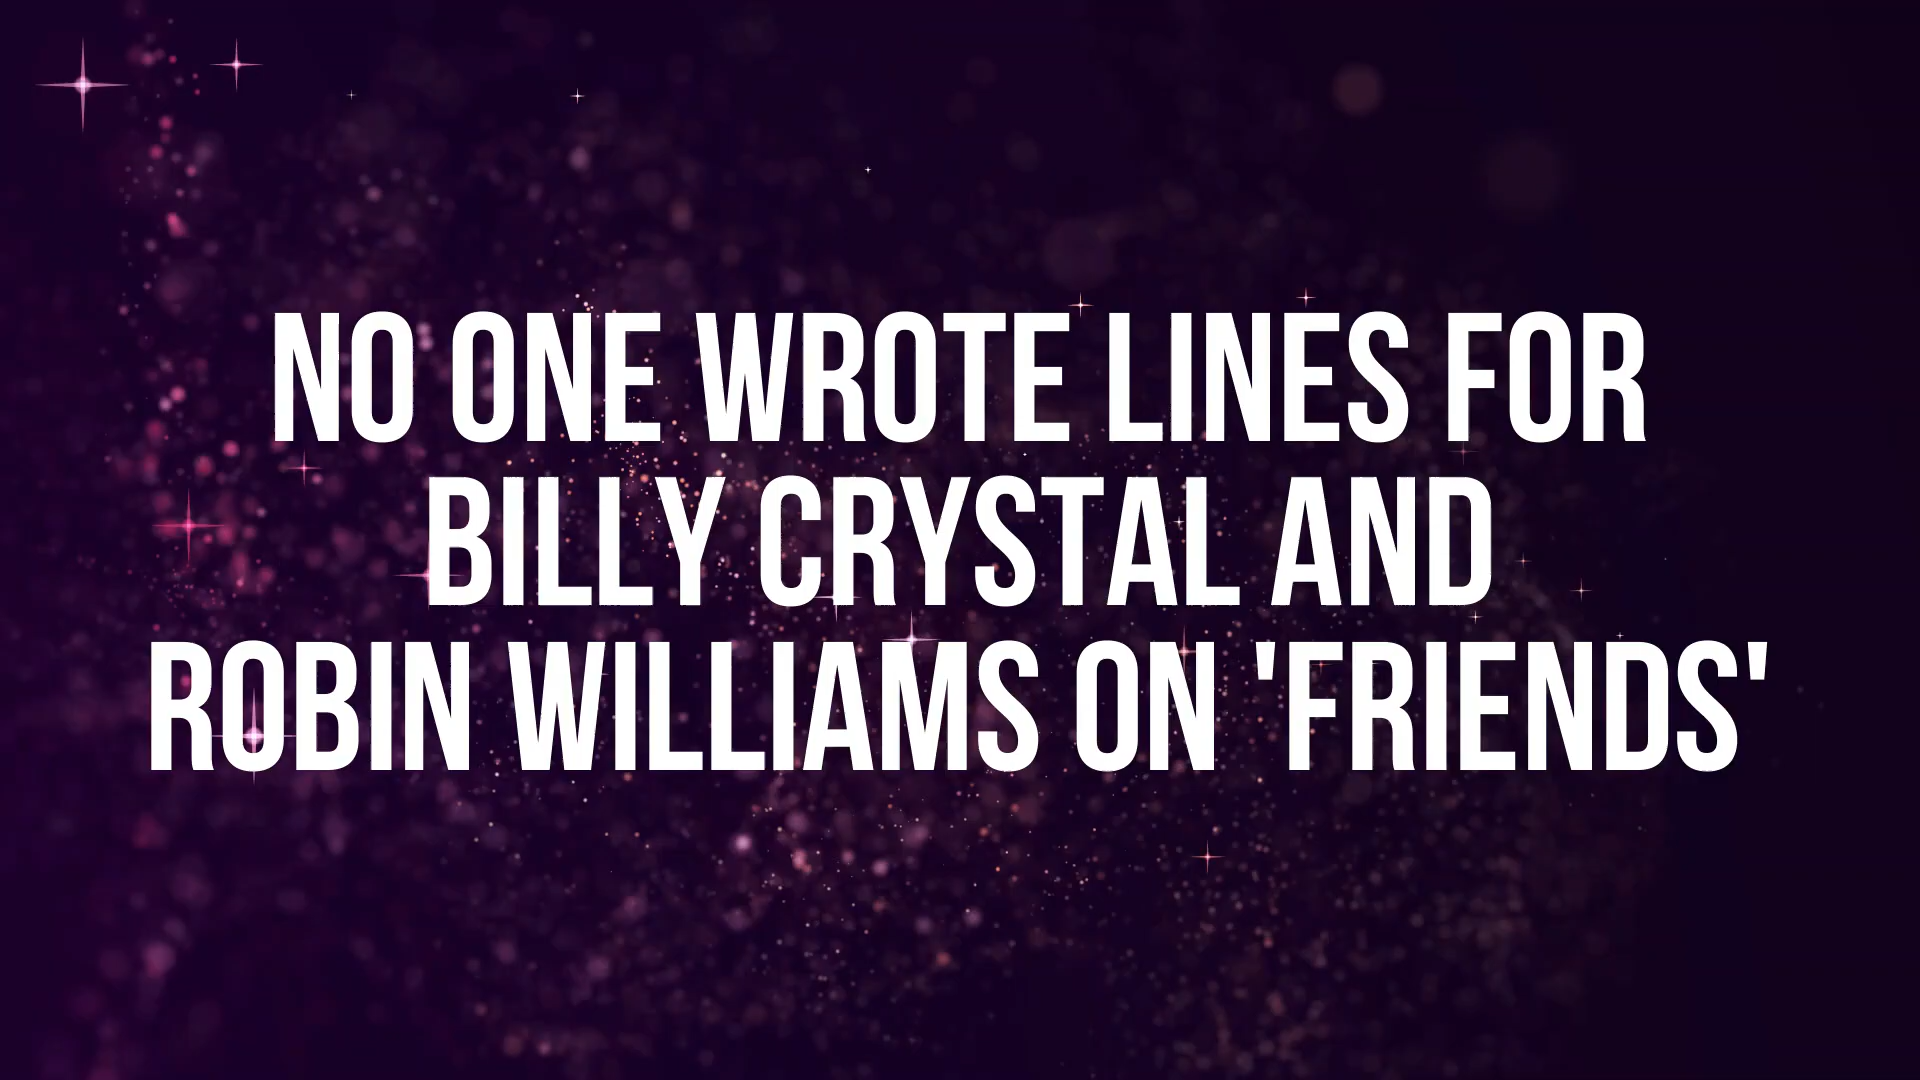 NO ONE WROTE LINES FOR
BILLY CRYSTAL AND
ROBIN WILLIAMS ON 'FRIENDS'